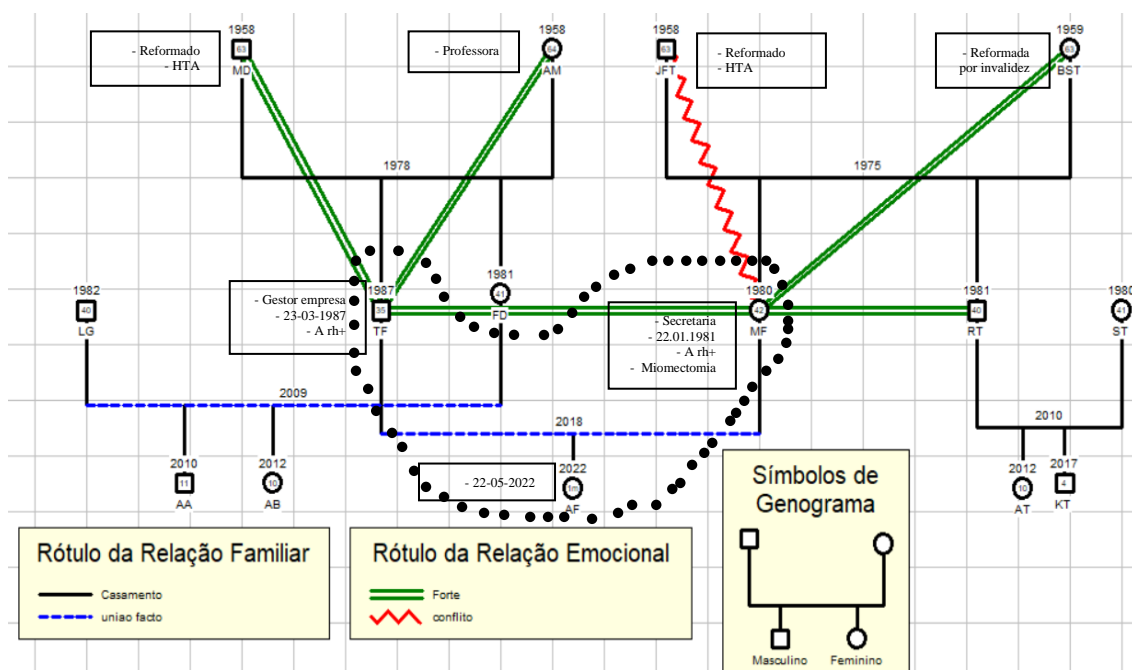 1958
- Reformado
- HTA
63
MD
1958
- Professora
64
AM
1958
63
JFT
- Reformado
- HTA
1959
- Reformada
por invalidez
63
BST
1978
1975
1982
40
LG
1987
- Gestor empresa
- 23-03-1987
- A rh+
35
TF
1981
41
FD
1980
- Secretaria
- 22.01.1981
- A rh+
- Miomectomia
42
MF
1981
40
RT
1980
41
ST
2009
2018
2010
2010
11
AA
2012
10
AB
- 22-05-2022
2022
1m
AF
2012
10
AT
2017
4
KT
Rótulo da Relação Familiar
Casamento
uniao facto
Rótulo da Relação Emocional
Forte
conflito
Símbolos de
Genograma
Masculino
Feminino